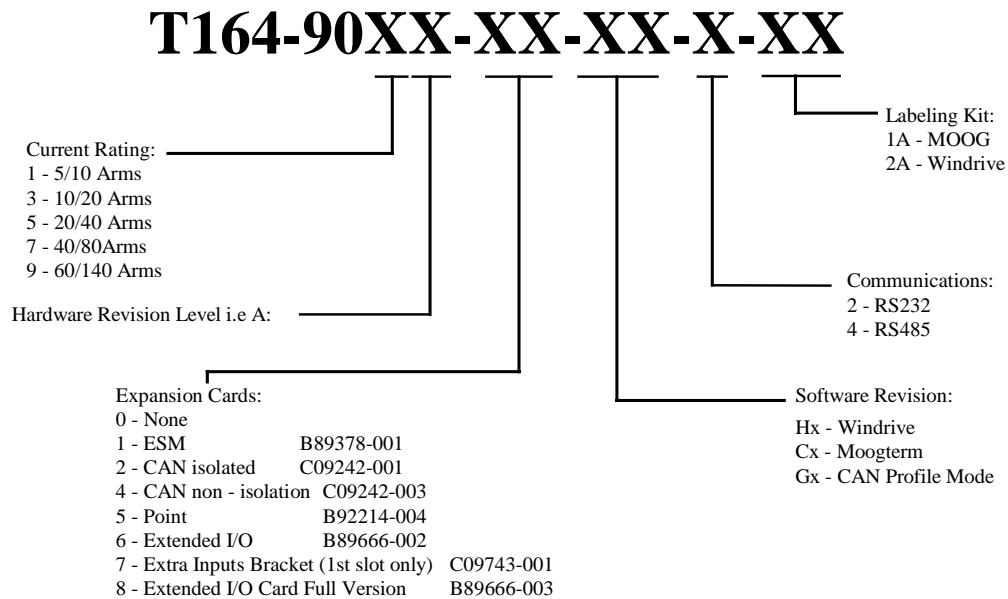 T164-90XX-XX-XX-X-XX
Labeling Kit:
1A - MOOG
2A - Windrive
Current Rating:
1 - 5/10 Arms
3 - 10/20 Arms
5 - 20/40 Arms
7 - 40/80Arms
9 - 60/140 Arms
Communications:
2 - RS232
4 - RS485
Hardware Revision Level i.e A:
Expansion Cards:
0 - None
1 - ESM B89378-001
2 - CAN isolated C09242-001
4 - CAN non - isolation C09242-003
5 - Point B92214-004
6 - Extended I/O B89666-002
7 - Extra Inputs Bracket (1st slot only) C09743-001
8 - Extended I/O Card Full Version B89666-003
Software Revision:
Hx - Windrive
Cx - Moogterm
Gx - CAN Profile Mode